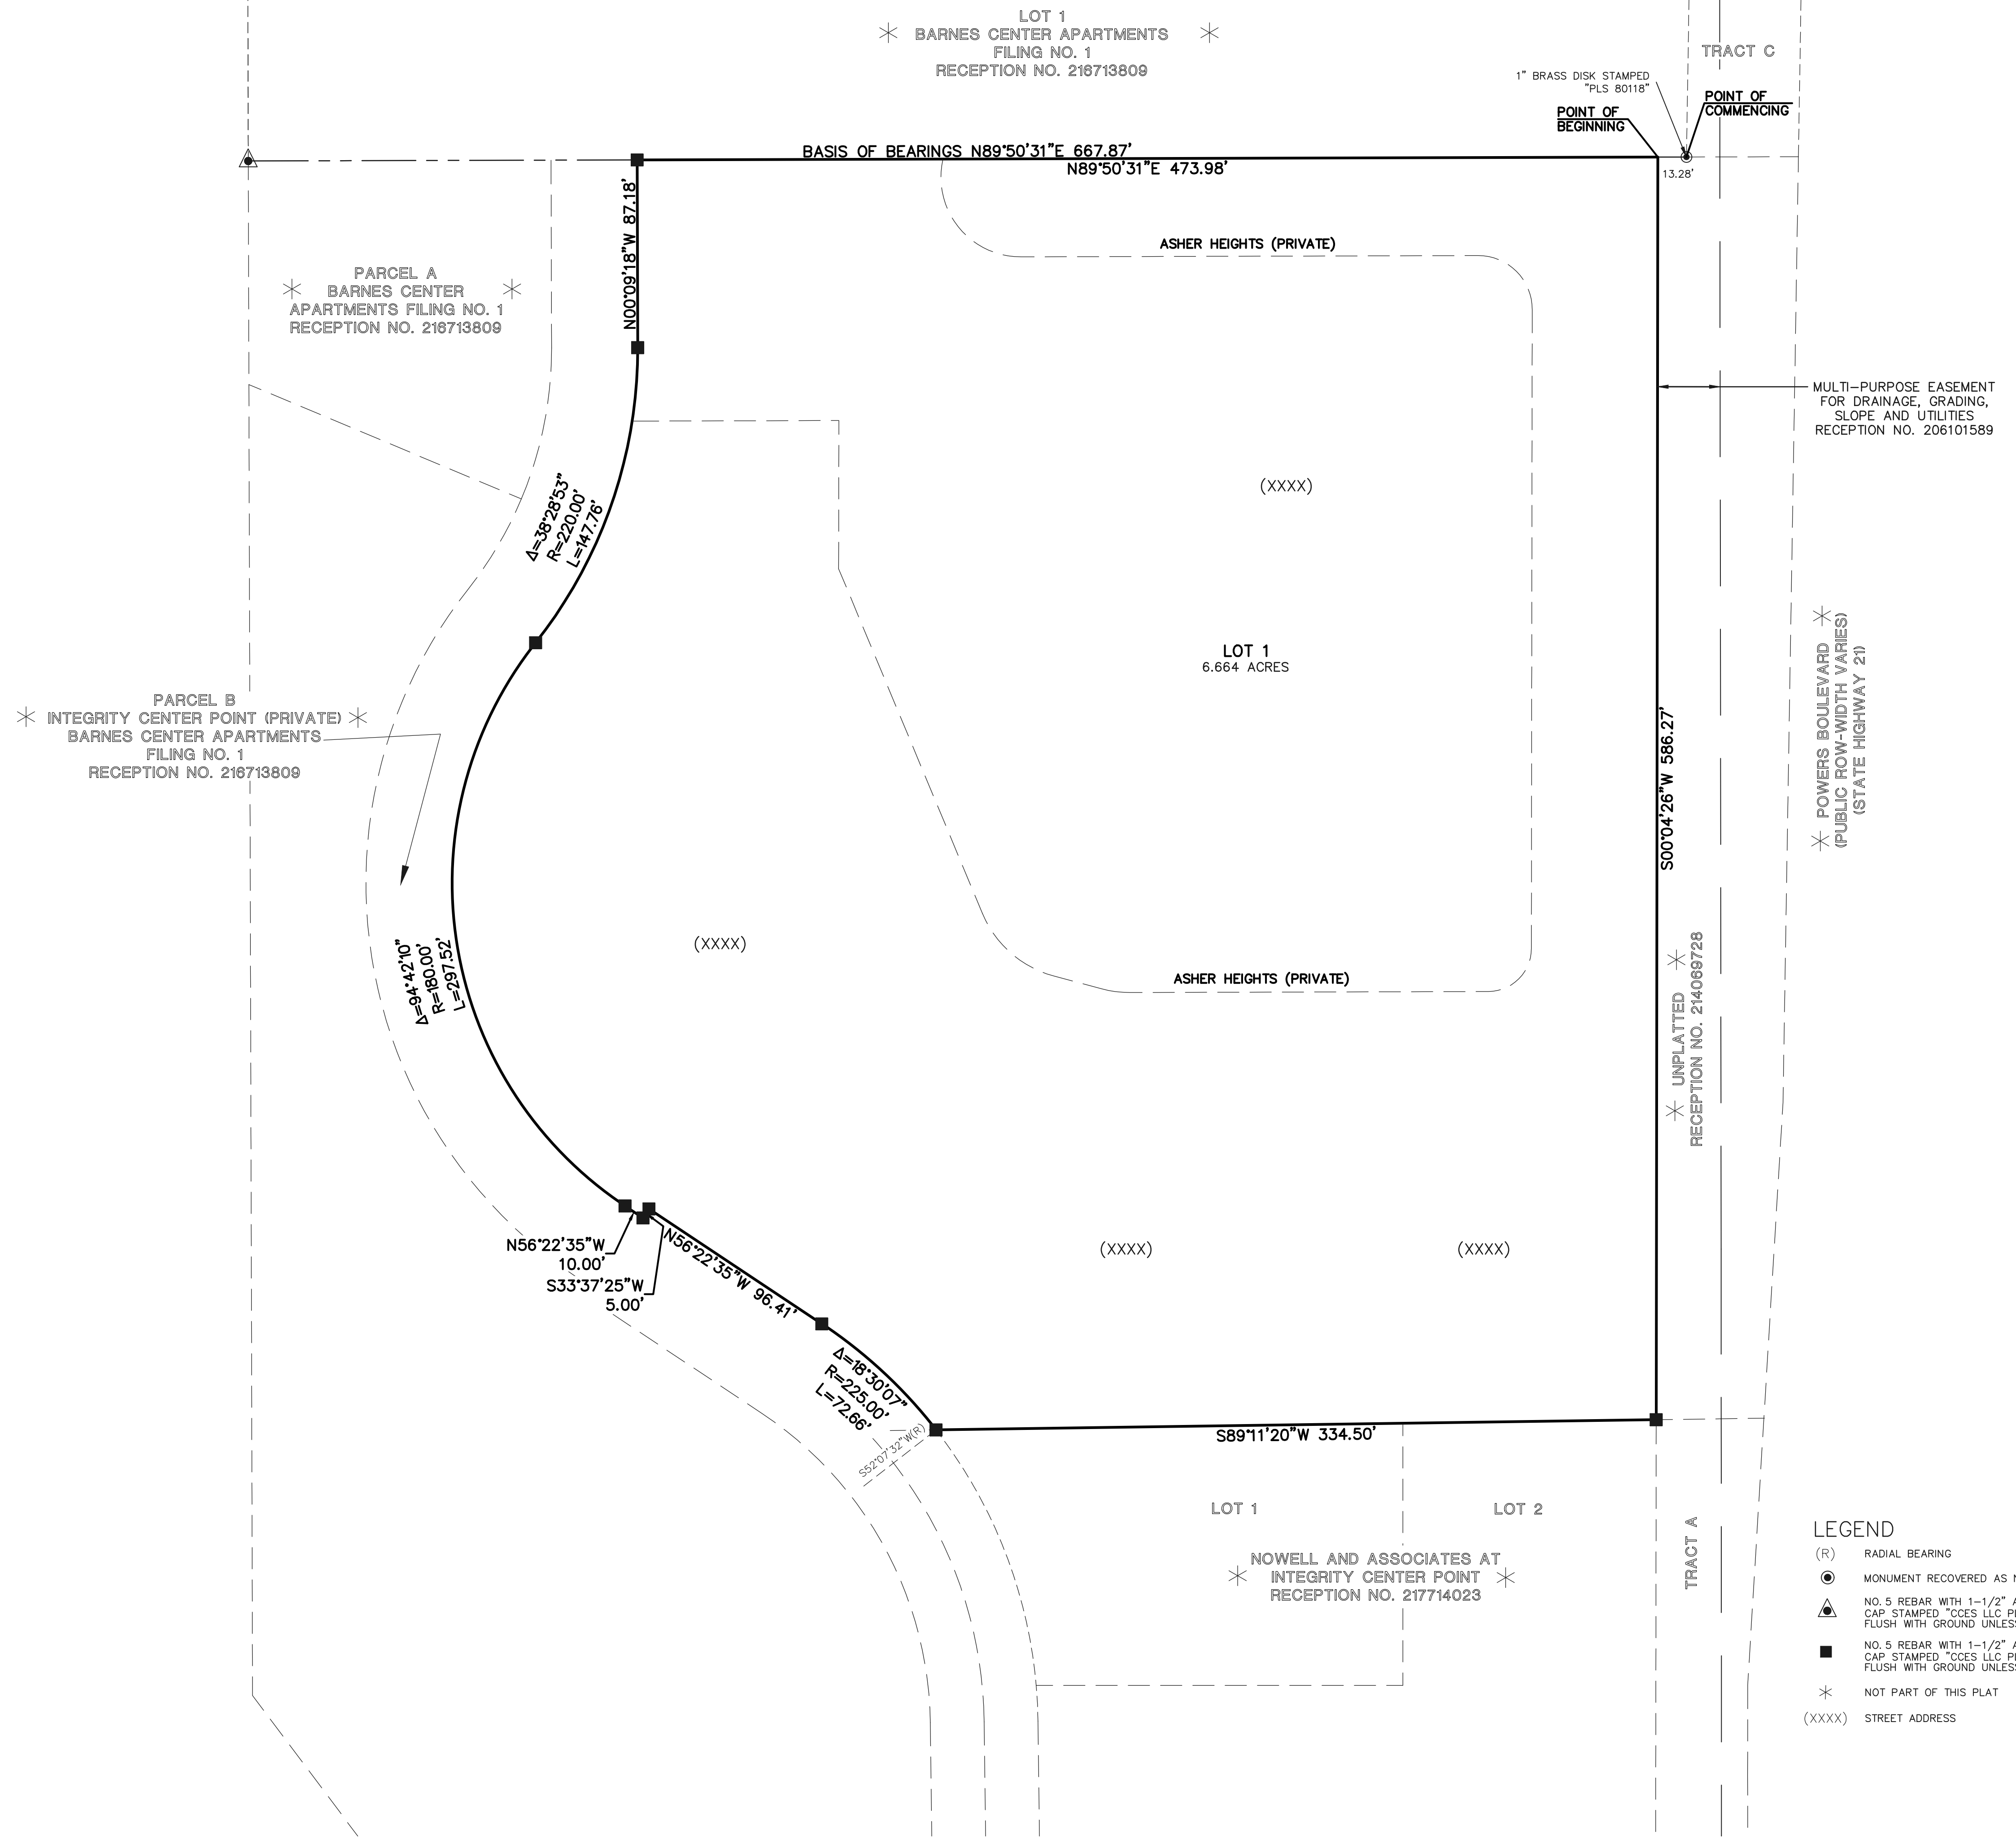 LOT 1
BARNES CENTER APARTMENTS
FILING NO. 1
RECEPTION NO. 216713809
TRACT C
1" BRASS DISK STAMPED
"PLS 80118"
POINT OF
COMMENCING
POINT OF
BEGINNING
BASIS OF BEARINGS N89°50'31"E 667.87'
N89°50'31"E 473.98'
13.28'
N00°09'18"W 87.18'
ASHER HEIGHTS (PRIVATE)
PARCEL A
BARNES CENTER
APARTMENTS FILING NO. 1
RECEPTION NO. 216713809
MULTI-PURPOSE EASEMENT
FOR DRAINAGE, GRADING,
SLOPE AND UTILITIES
RECEPTION NO. 206101589
Δ=38°28'53"
R=220.00'
L=147.76'
(XXXX)
LOT 1
6.664 ACRES
POWERS BOULEVARD
(PUBLIC ROW-WIDTH VARIES)
(STATE HIGHWAY 21)
PARCEL B
INTEGRITY CENTER POINT (PRIVATE)
BARNES CENTER APARTMENTS
FILING NO. 1
RECEPTION NO. 216713809
S00°04'26"W 586.27'
Δ=94°42'10"
R=180.00'
L=297.52'
(XXXX)
ASHER HEIGHTS (PRIVATE)
UNPLATTED
RECEPTION NO. 214069728
N56°22'35"W
10.00'
S33°37'25"W
5.00'
N56°22'35"W 96.41'
(XXXX)
(XXXX)
Δ=18°30'07"
R=225.00'
L=72.66'
S52°07'32"W(R)
S89°11'20"W 334.50'
LOT 1
LOT 2
NOWELL AND ASSOCIATES AT
INTEGRITY CENTER POINT
RECEPTION NO. 217714023
TRACT A
LEGEND
(R) RADIAL BEARING
MONUMENT RECOVERED AS
NO. 5 REBAR WITH 1-1/2"
CAP STAMPED "CCES LLC
FLUSH WITH GROUND
NO. 5 REBAR WITH 1-1/2"
CAP STAMPED "CCES LLC
FLUSH WITH GROUND
NOT PART OF THIS PLAT
(XXXX) STREET ADDRESS